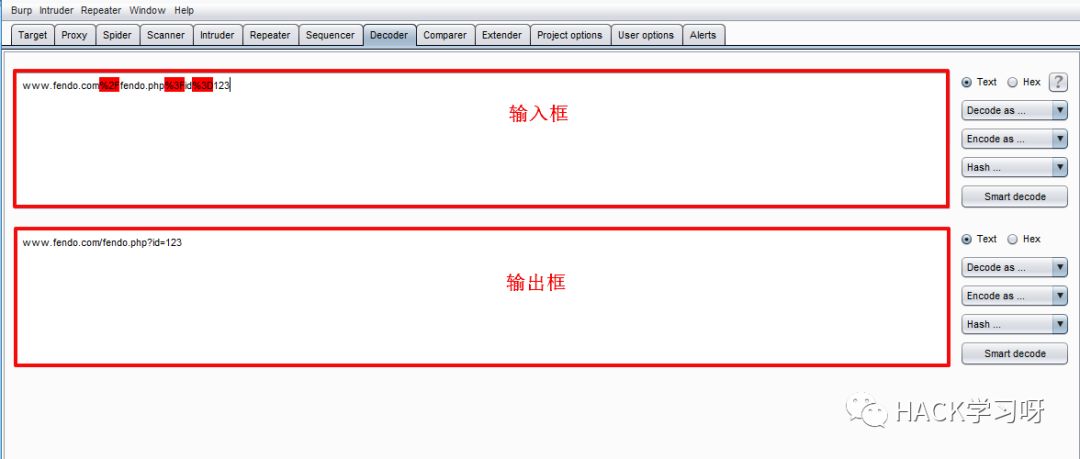 Burp Intruder Repeater Window Help
Target Proxy Spider Scanner Intruder Repeater Sequencer Decoder Comparer Extender Project options User options Alerts
www.fendo.com%2Ffendo.php%3Fid%3D123
输入框
Text Hex ?
Decode as ...
Encode as ...
Hash ...
Smart decode
www.fendo.com/fendo.php?id=123
输出框
Text Hex
Decode as ...
Encode as ...
Hash ...
Smart decode
HACK学习呀